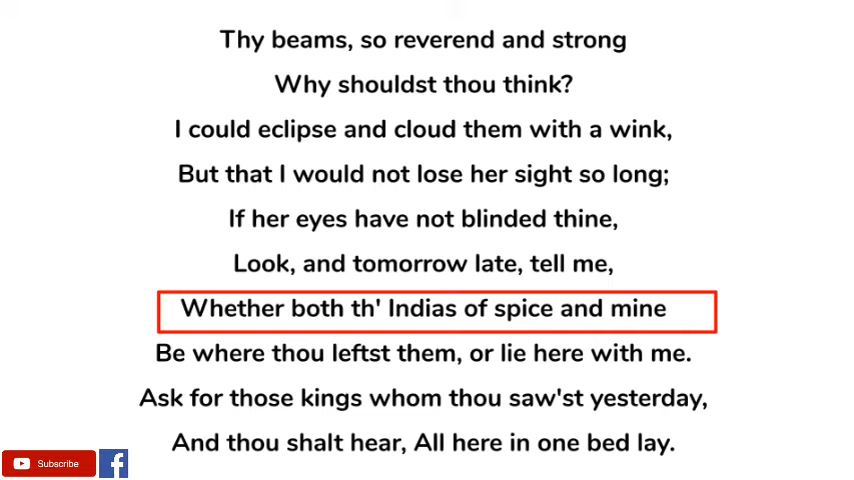 Thy beams, so reverend and strong
Why shouldst thou think?
I could eclipse and cloud them with a wink,
But that I would not lose her sight so long;
If her eyes have not blinded thine,
Look, and tomorrow late, tell me,
Whether both th' Indias of spice and mine
Be where thou leftst them, or lie here with me.
Ask for those kings whom thou saw'st yesterday,
And thou shalt hear, All here in one bed lay.
Subscribe
f